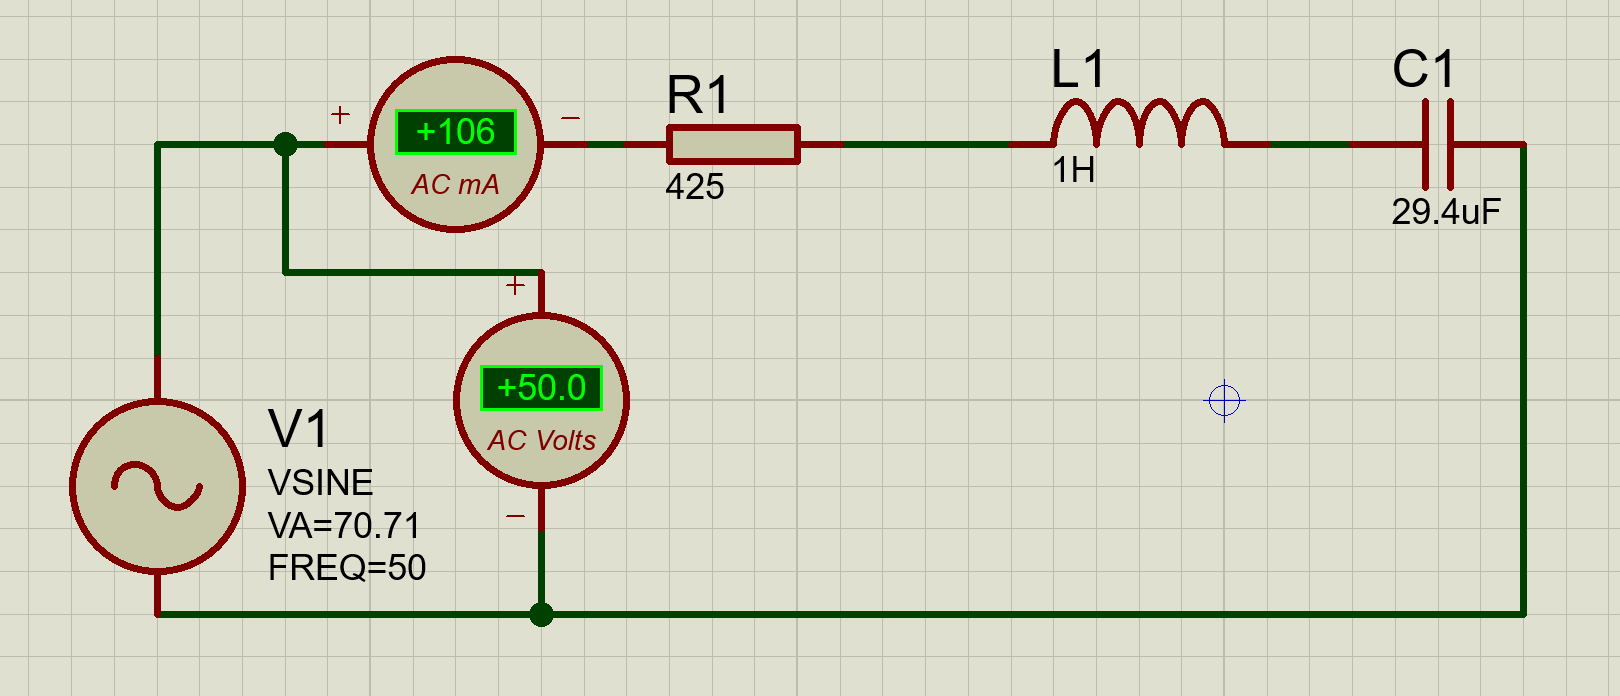 + +106 −
AC mA
R1
425
L1
1H
C1
29.4uF
+
+50.0
AC Volts
−
V1
VSINE
VA=70.71
FREQ=50